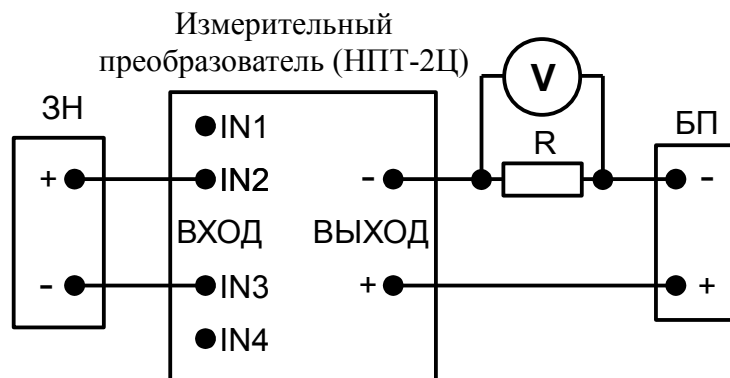 Измерительный
преобразователь (НПТ-2Ц)
ЗН
+
-
IN1
IN2
ВХОД
IN3
IN4
-
ВЫХОД
+
V
R
БП
-
+